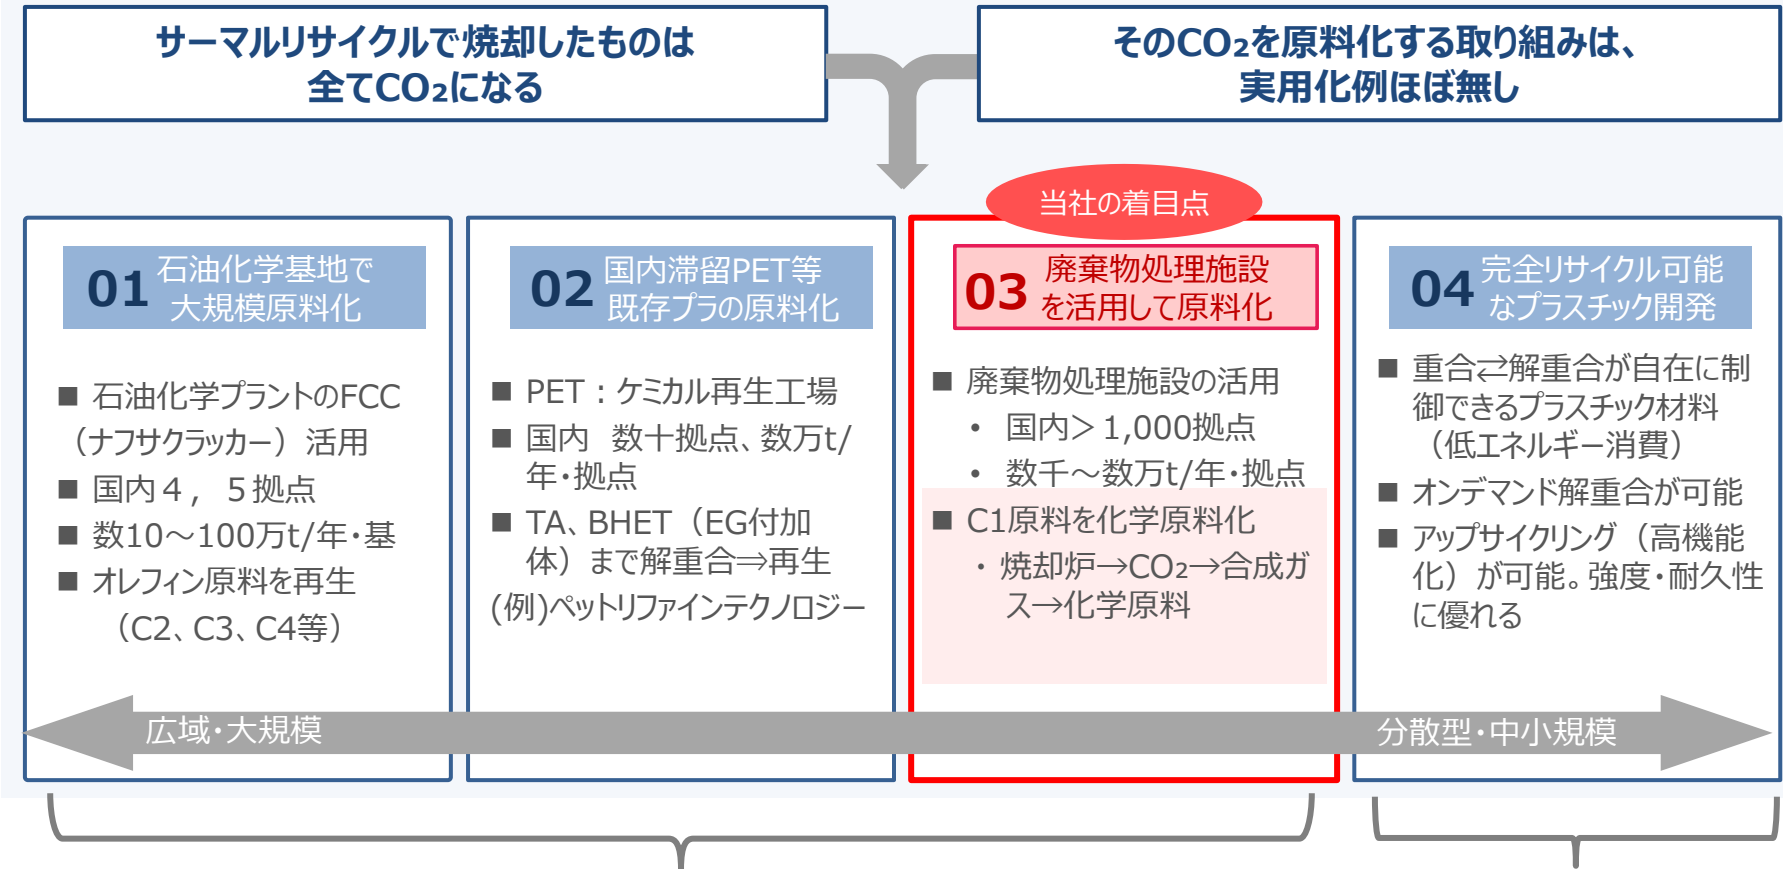 サーマルリサイクルで焼却したものは
全てCO₂になる
そのCO₂を原料化する取り組みは、
実用化例ほぼ無し
当社の着目点
01 石油化学基地で
大規模原料化
■ 石油化学プラントのFCC
（ナフサクラッカー）活用
■ 国内４，５拠点
■ 数10～100万t/年・基
■ オレフィン原料を再生
（C2、C3、C4等）
02 国内滞留PET等
既存プラの原料化
■ PET：ケミカル再生工場
■ 国内　数十拠点、数万t/
年・拠点
■ TA、BHET（EG付加
体）まで解重合⇒再生
(例)ペットリファインテクノロジー
03 廃棄物処理施設
を活用して原料化
■ 廃棄物処理施設の活用
• 国内＞1,000拠点
• 数千～数万t/年・拠点
■ C1原料を化学原料化
・焼却炉→CO₂→合成ガ
ス→化学原料
04 完全リサイクル可能
なプラスチック開発
■ 重合⇄解重合が自在に制
御できるプラスチック材料
（低エネルギー消費）
■ オンデマンド解重合が可能
■ アップサイクリング（高機能
化）が可能。強度・耐久性
に優れる
広域・大規模
分散型・中小規模